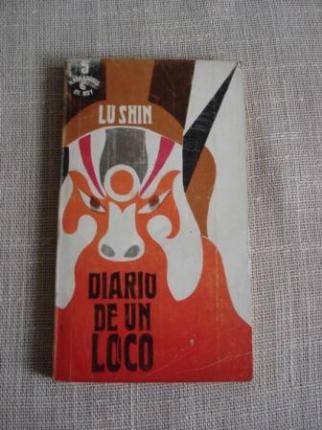 LU SHIN
DIARIO
DE UN
LOCO